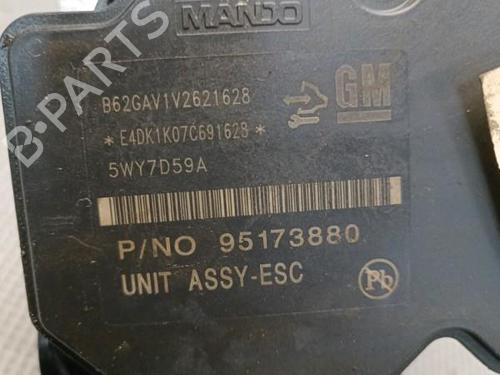 MANDO
B-PARTS
B62GAV1V2621628
GM
*E4DK1K07C691628*
5WY7D59A
P/NO 95173880
UNIT ASSY-ESC
Pb